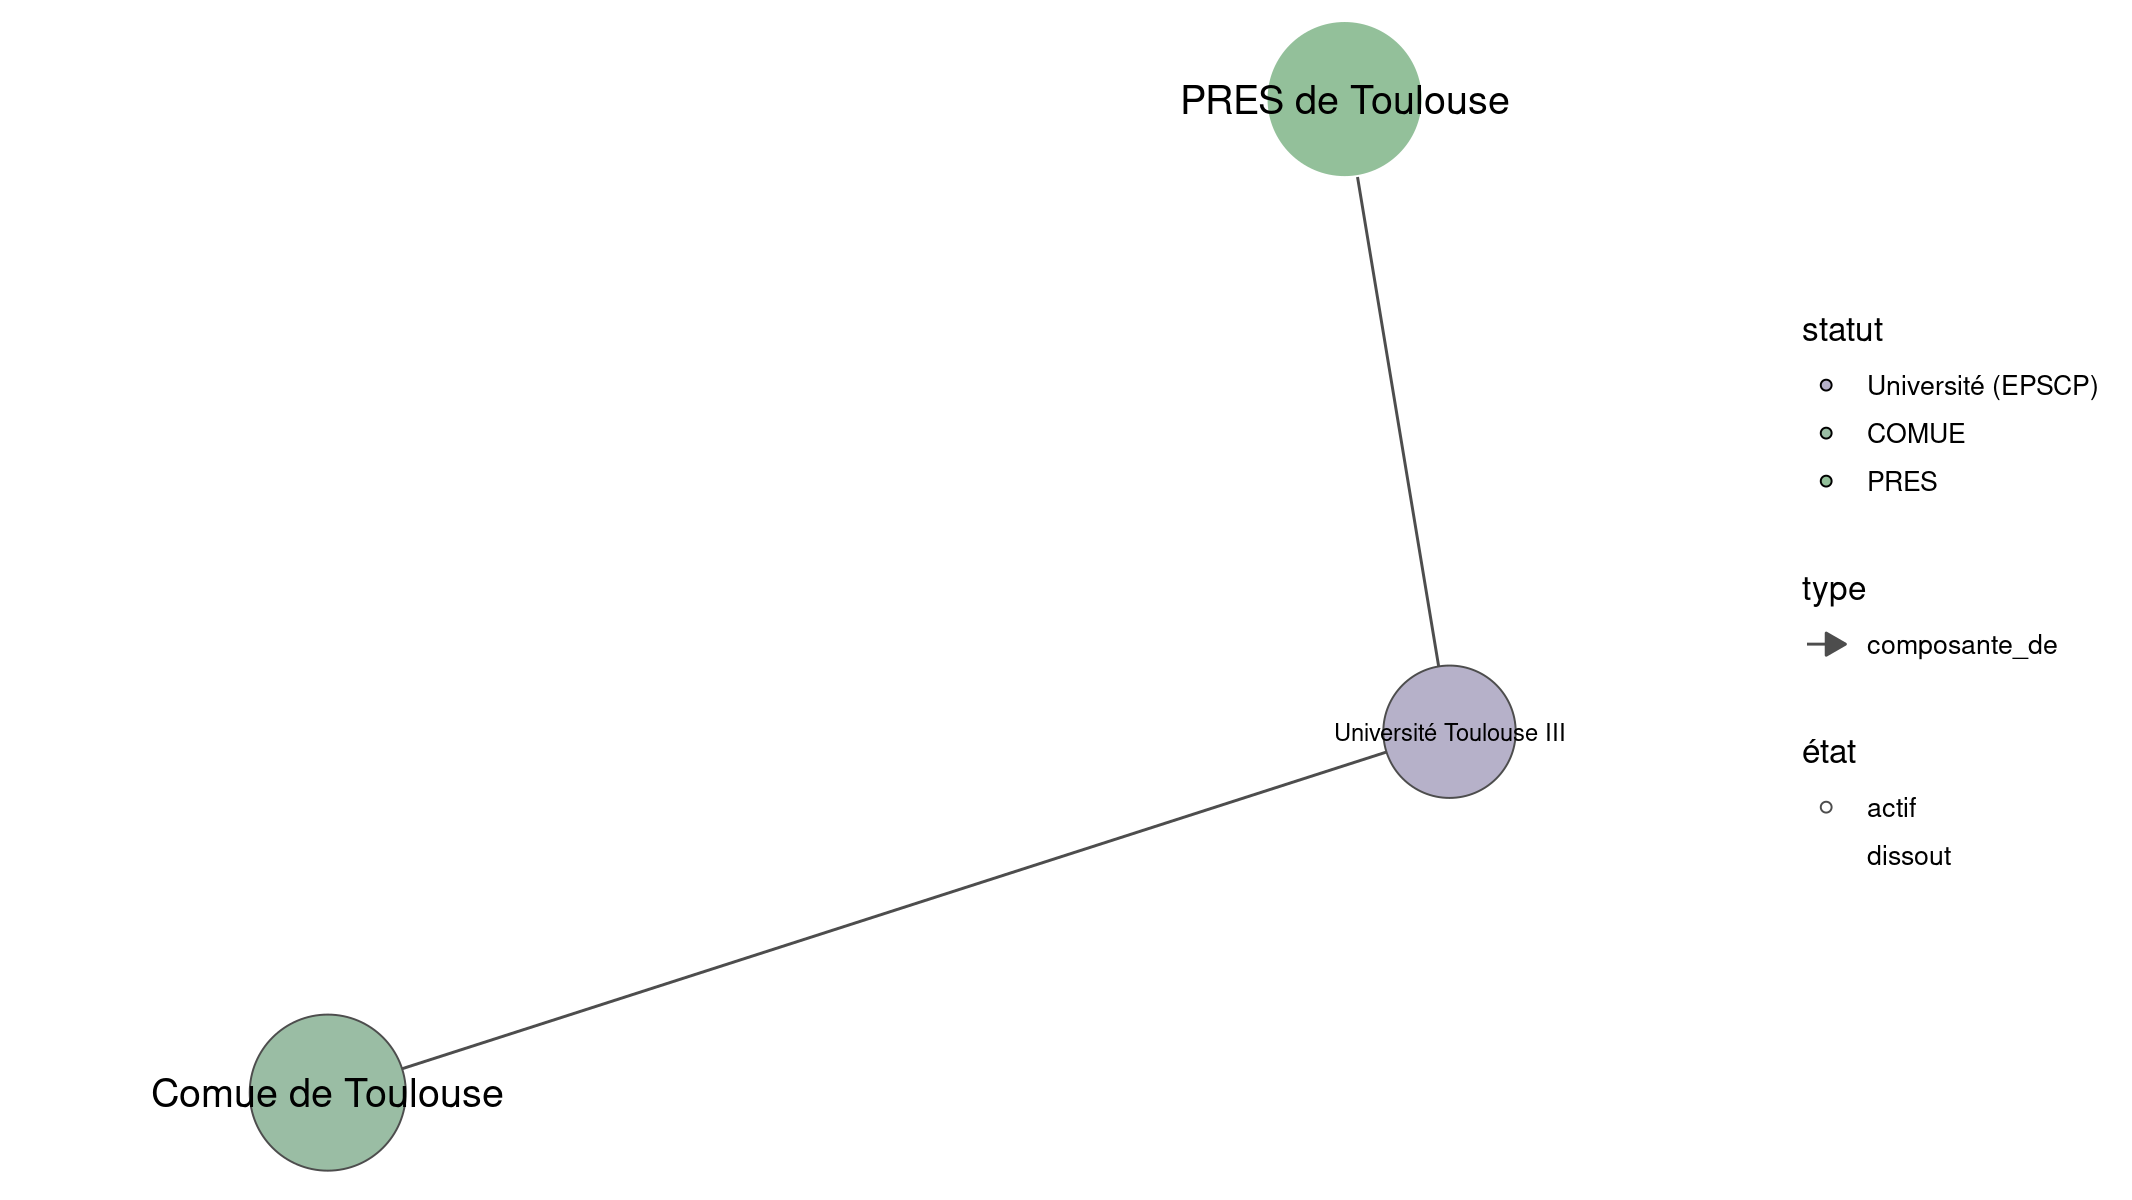 PRES de Toulouse
Université Toulouse III
Comue de Toulouse
statut
Université (EPSCP)
COMUE
PRES
type
composante_de
état
actif
dissout